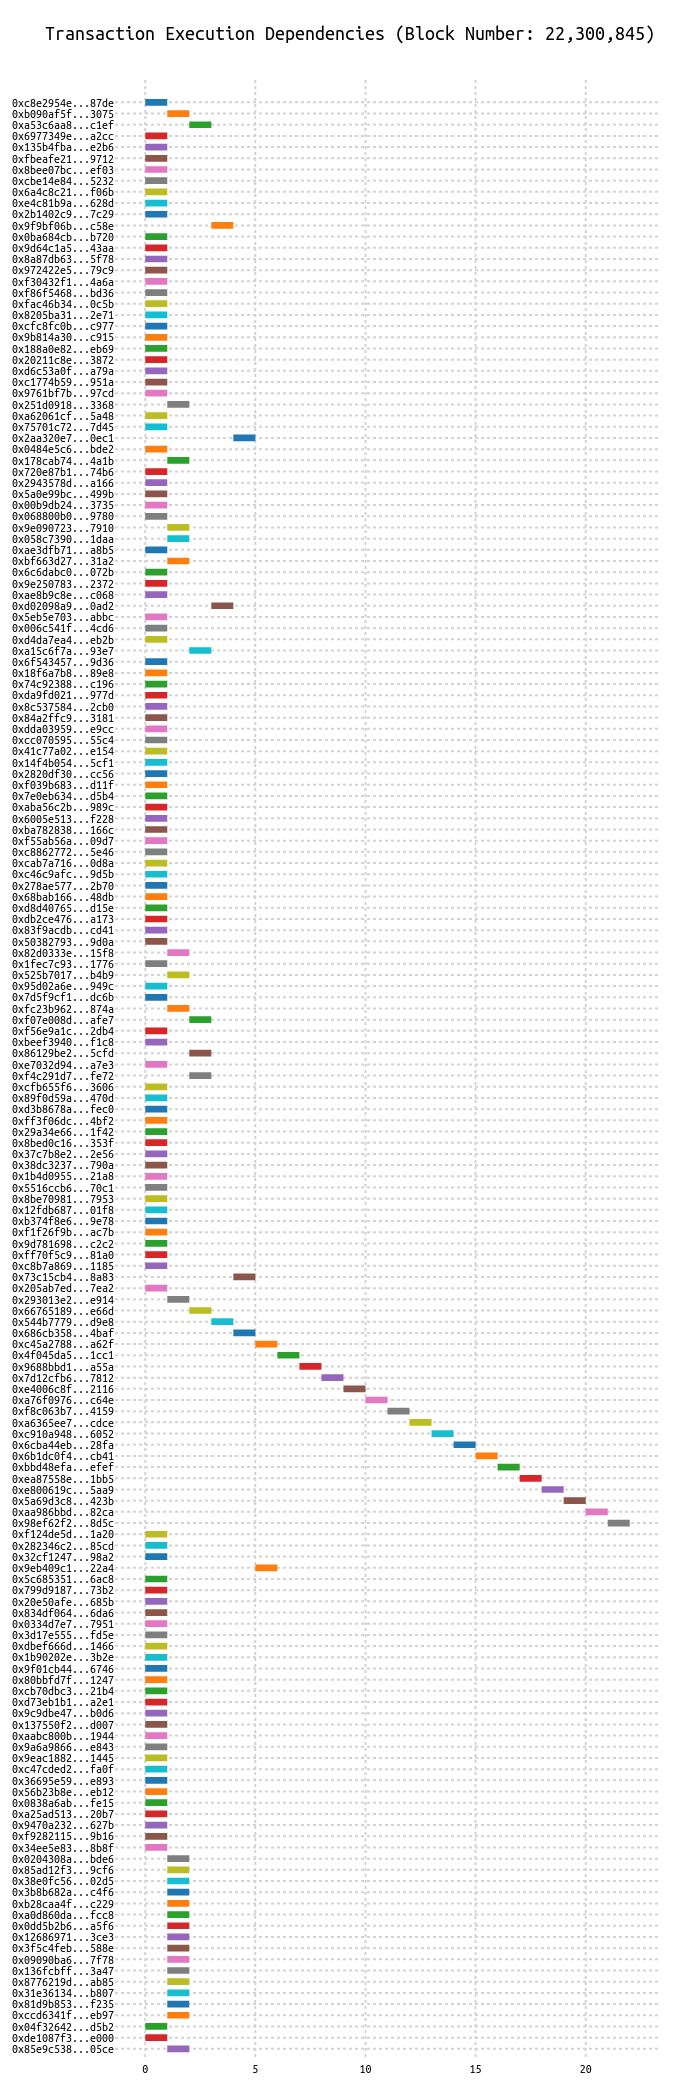 Transaction Execution Dependencies (Block Number: 22,300,845)
0xc8e2954e...87de
0xb090af5f...3075
0xa53c6aa8...c1ef
0x6977349e...a2cc
0x135b4fba...e2b6
0xfbeafe21...9712
0x8bee07bc...ef03
0xcbe14e84...5232
0x6a4c8c21...f06b
0xe4c81b9a...628d
0x2b1402c9...7c29
0x9f9bf06b...c58e
0x0ba684cb...b720
0x9d64c1a5...43aa
0x8a87db63...5f78
0x972422e5...79c9
0xf30432f1...4a6a
0xf86f5468...bd36
0xfac46b34...0c5b
0x8205ba31...2e71
0xcfc8fc0b...c977
0x9b814a30...c915
0x188a0e82...eb69
0x20211c8e...3872
0xd6c53a0f...a79a
0xc1774b59...951a
0x9761bf7b...97cd
0x251d0918...3368
0xa62061cf...5a48
0x75701c72...7d45
0x2aa320e7...0ec1
0x0484e5c6...bde2
0x178cab74...4a1b
0x720e87b1...74b6
0x2943578d...a166
0x5a0e99bc...499b
0x00b9db24...3735
0x068800b0...9780
0x9e090723...7910
0x058c7390...1daa
0xae3dfb71...a8b5
0xbf663d27...31a2
0x6c6dabc0...072b
0x9e250783...2372
0xae8b9c8e...c068
0xd02098a9...0ad2
0x5eb5e703...abbc
0x006c541f...4cd6
0xd4da7ea4...eb2b
0xa15c6f7a...93e7
0x6f543457...9d36
0x18f6a7b8...89e8
0x74c92388...c196
0xda9fd021...977d
0x8c537584...2cb0
0x84a2ffc9...3181
0xdda03959...e9cc
0xcc070595...55c4
0x41c77a02...e154
0x14f4b054...5cf1
0x2820df30...cc56
0xf039b683...d11f
0x7e0eb634...d5b4
0xaba56c2b...989c
0x6005e513...f228
0xba782838...166c
0xf55ab56a...09d7
0xc8862772...5e46
0xcab7a716...0d8a
0xc46c9afc...9d5b
0x278ae577...2b70
0x68bab166...48db
0xd8d40765...d15e
0xdb2ce476...a173
0x83f9acdb...cd41
0x50382793...9d0a
0x82d0333e...15f8
0x1fec7c93...1776
0x525b7017...b4b9
0x95d02a6e...949c
0x7d5f9cf1...dc6b
0xfc23b962...874a
0xf07e008d...afe7
0xf56e9a1c...2db4
0xbeef3940...f1c8
0x86129be2...5cfd
0xe7032d94...a7e3
0xf4c291d7...fe72
0xcfb655f6...3606
0x89f0d59a...470d
0xd3b8678a...fec0
0xff3f06dc...4bf2
0x29a34e66...1f42
0x8bed0c16...353f
0x37c7b8e2...2e56
0x38dc3237...790a
0x1b4d0955...21a8
0x5516ccb6...70c1
0x8be70981...7953
0x12fdb687...01f8
0xb374f8e6...9e78
0xf1f26f9b...ac7b
0x9d781698...c2c2
0xff70f5c9...81a0
0xc8b7a869...1185
0x73c15cb4...8a83
0x205ab7ed...7ea2
0x293013e2...e914
0x66765189...e66d
0x544b7779...d9e8
0x686cb358...4baf
0xc45a2788...a62f
0x4f045da5...1cc1
0x9688bbd1...a55a
0x7d12cfb6...7812
0xe4006c8f...2116
0xa76f0976...c64e
0xf8c063b7...4159
0xa6365ee7...cdce
0xc910a948...6052
0x6cba44eb...28fa
0x6b1dc0f4...cb41
0xbbd48efa...efef
0xea87558e...1bb5
0xe800619c...5aa9
0x5a69d3c8...423b
0xaa986bbd...82ca
0x98ef62f2...8d5c
0xf124de5d...1a20
0x282346c2...85cd
0x32cf1247...98a2
0x9eb409c1...22a4
0x5c685351...6ac8
0x799d9187...73b2
0x20e50afe...685b
0x834df064...6da6
0x0334d7e7...7951
0x3d17e555...fd5e
0xdbef666d...1466
0x1b90202e...3b2e
0x9f01cb44...6746
0x80bbfd7f...1247
0xcb70dbc3...21b4
0xd73eb1b1...a2e1
0x9c9dbe47...b0d6
0x137550f2...d007
0xaabc800b...1944
0x9a6a9866...e843
0x9eac1882...1445
0xc47cded2...fa0f
0x36695e59...e893
0x56b23b8e...eb12
0x0838a6ab...fe15
0xa25ad513...20b7
0x9470a232...627b
0xf9282115...9b16
0x34ee5e83...8b8f
0x0204308a...bde6
0x85ad12f3...9cf6
0x38e0fc56...02d5
0x3b8b682a...c4f6
0xb28caa4f...c229
0xa0d860da...fcc8
0x0dd5b2b6...a5f6
0x12686971...3ce3
0x3f5c4feb...588e
0x09090ba6...7f78
0x136fcbff...3a47
0x8776219d...ab85
0x31e36134...b807
0x81d9b853...f235
0xccd6341f...eb97
0x04f32642...d5b2
0xde1087f3...e000
0x85e9c538...05ce
0 5 10 15 20